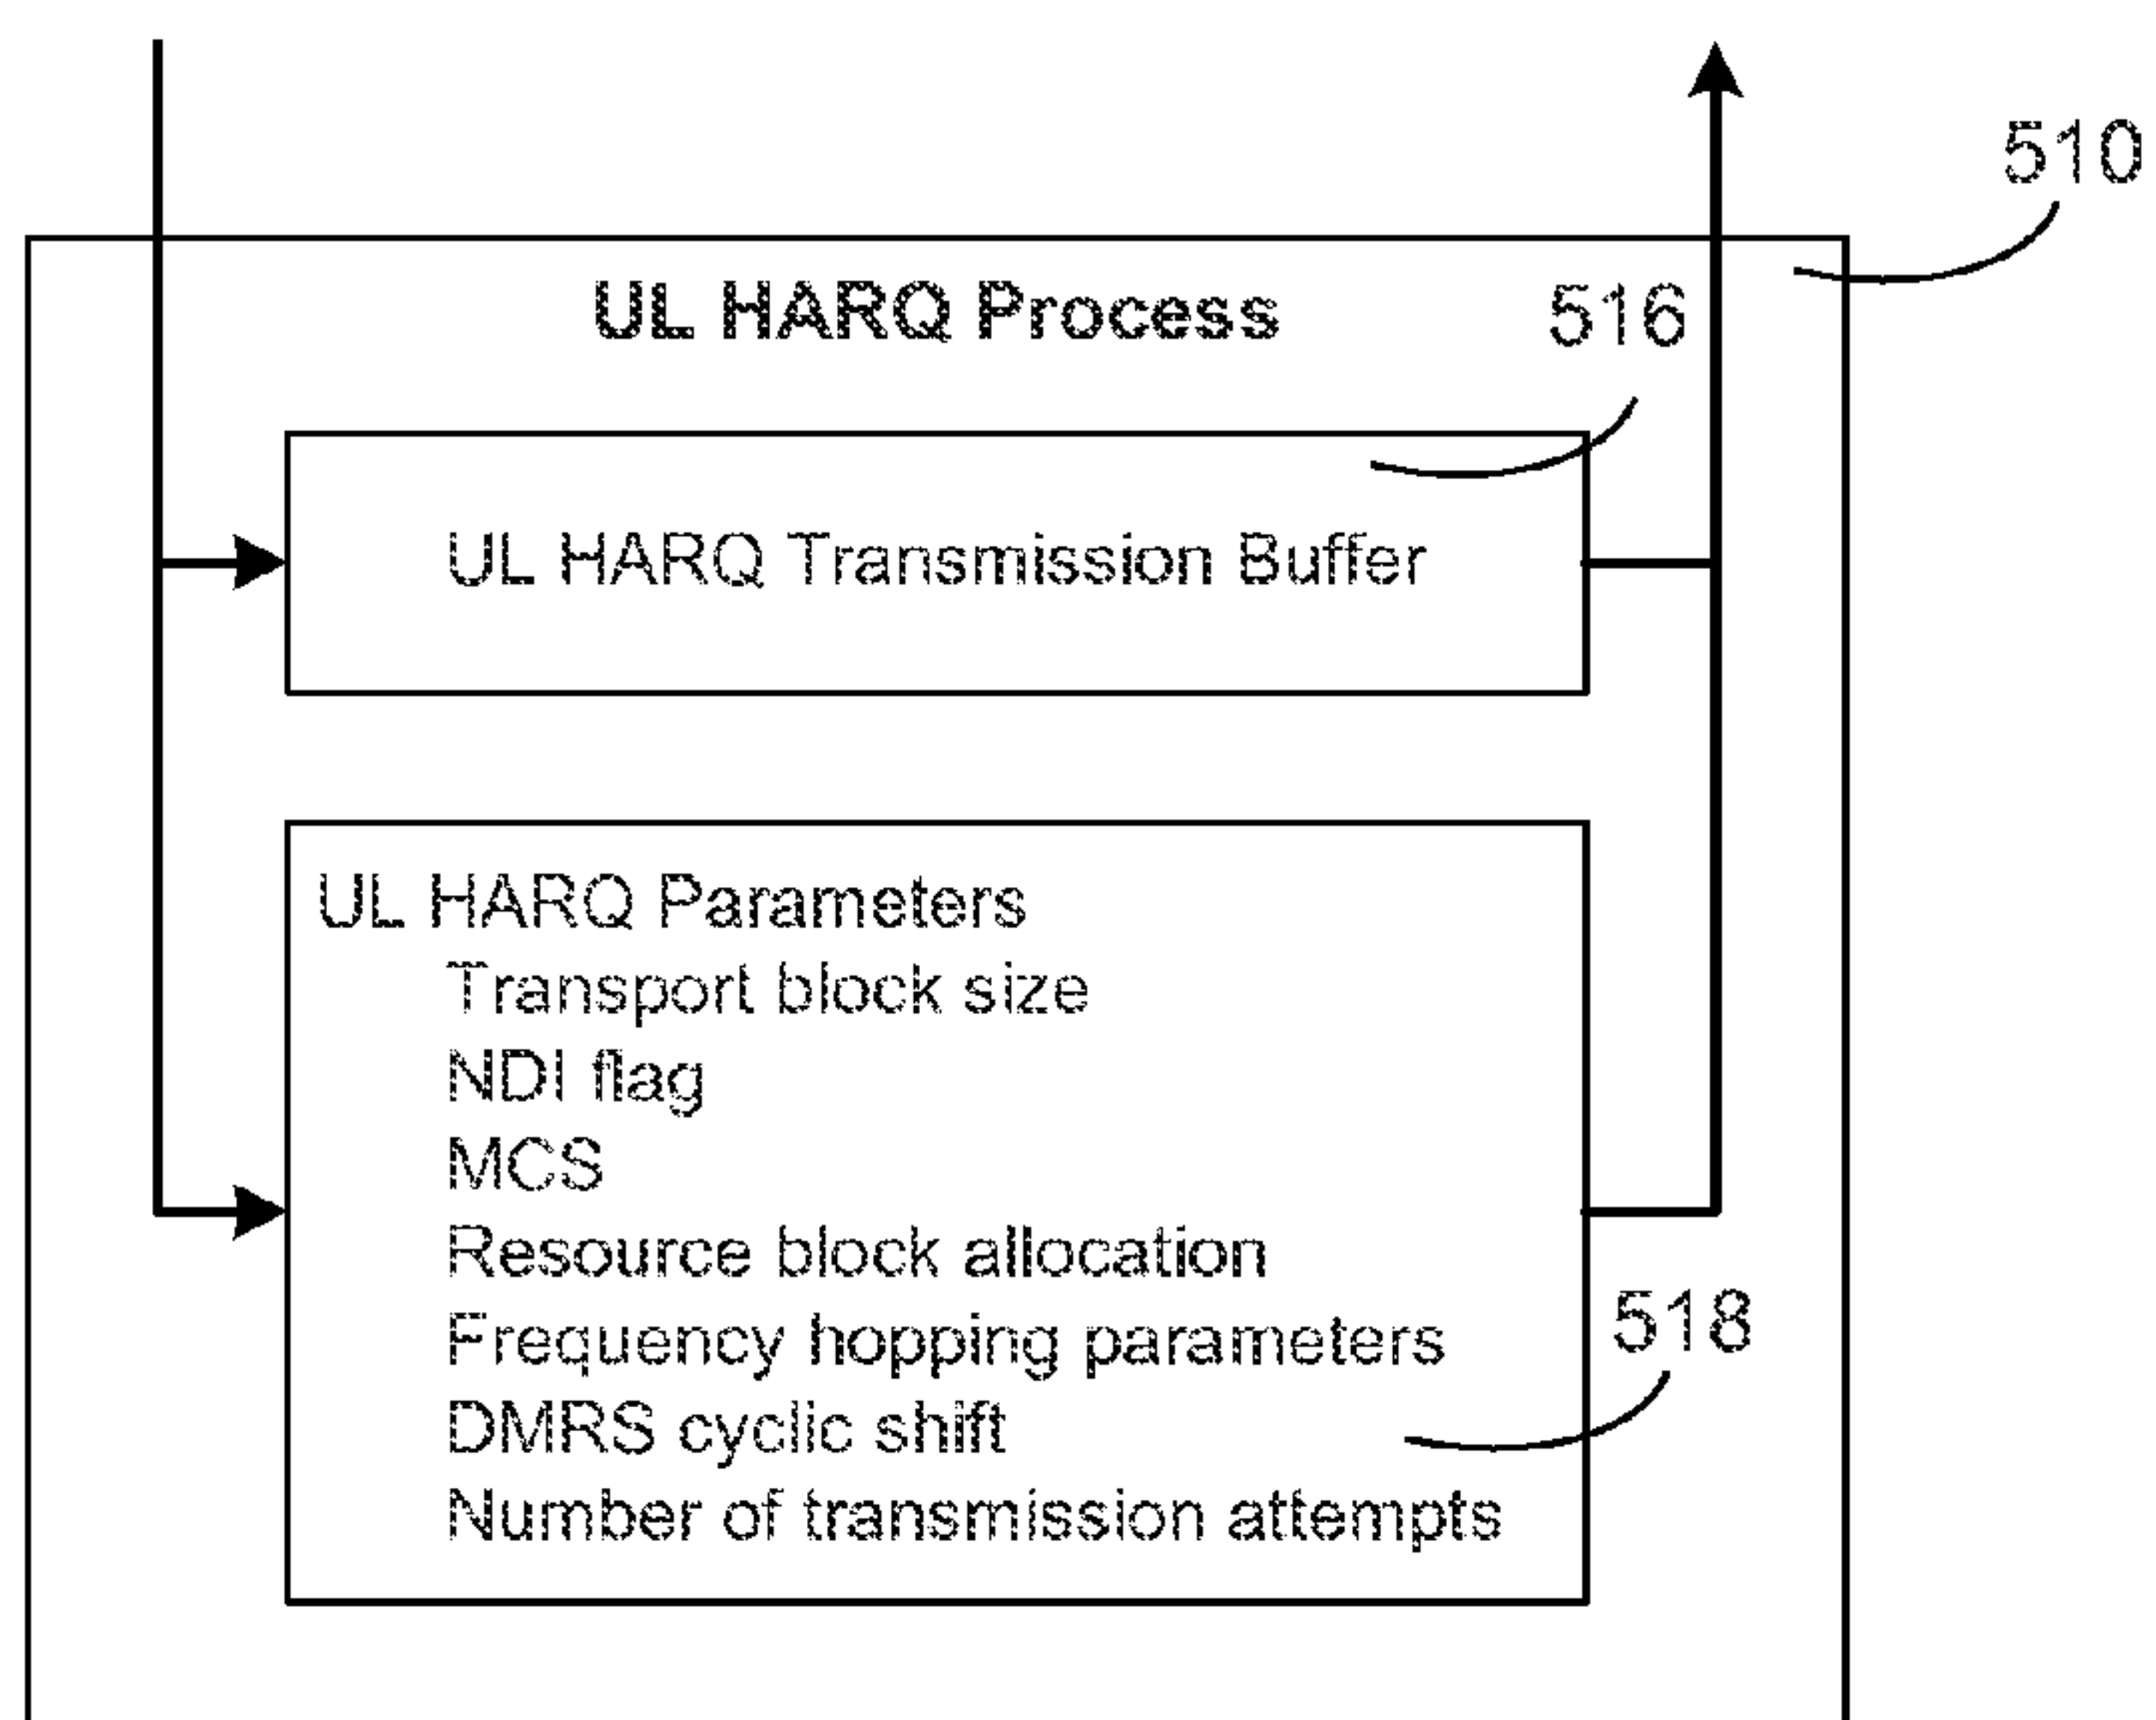 510
UL HARQ Process
516
UL HARQ Transmission Buffer
UL HARQ Parameters
Transport block size
NDI flag
MCS
Resource block allocation
Frequency hopping parameters
518
DMRS cyclic shift
Number of transmission attempts